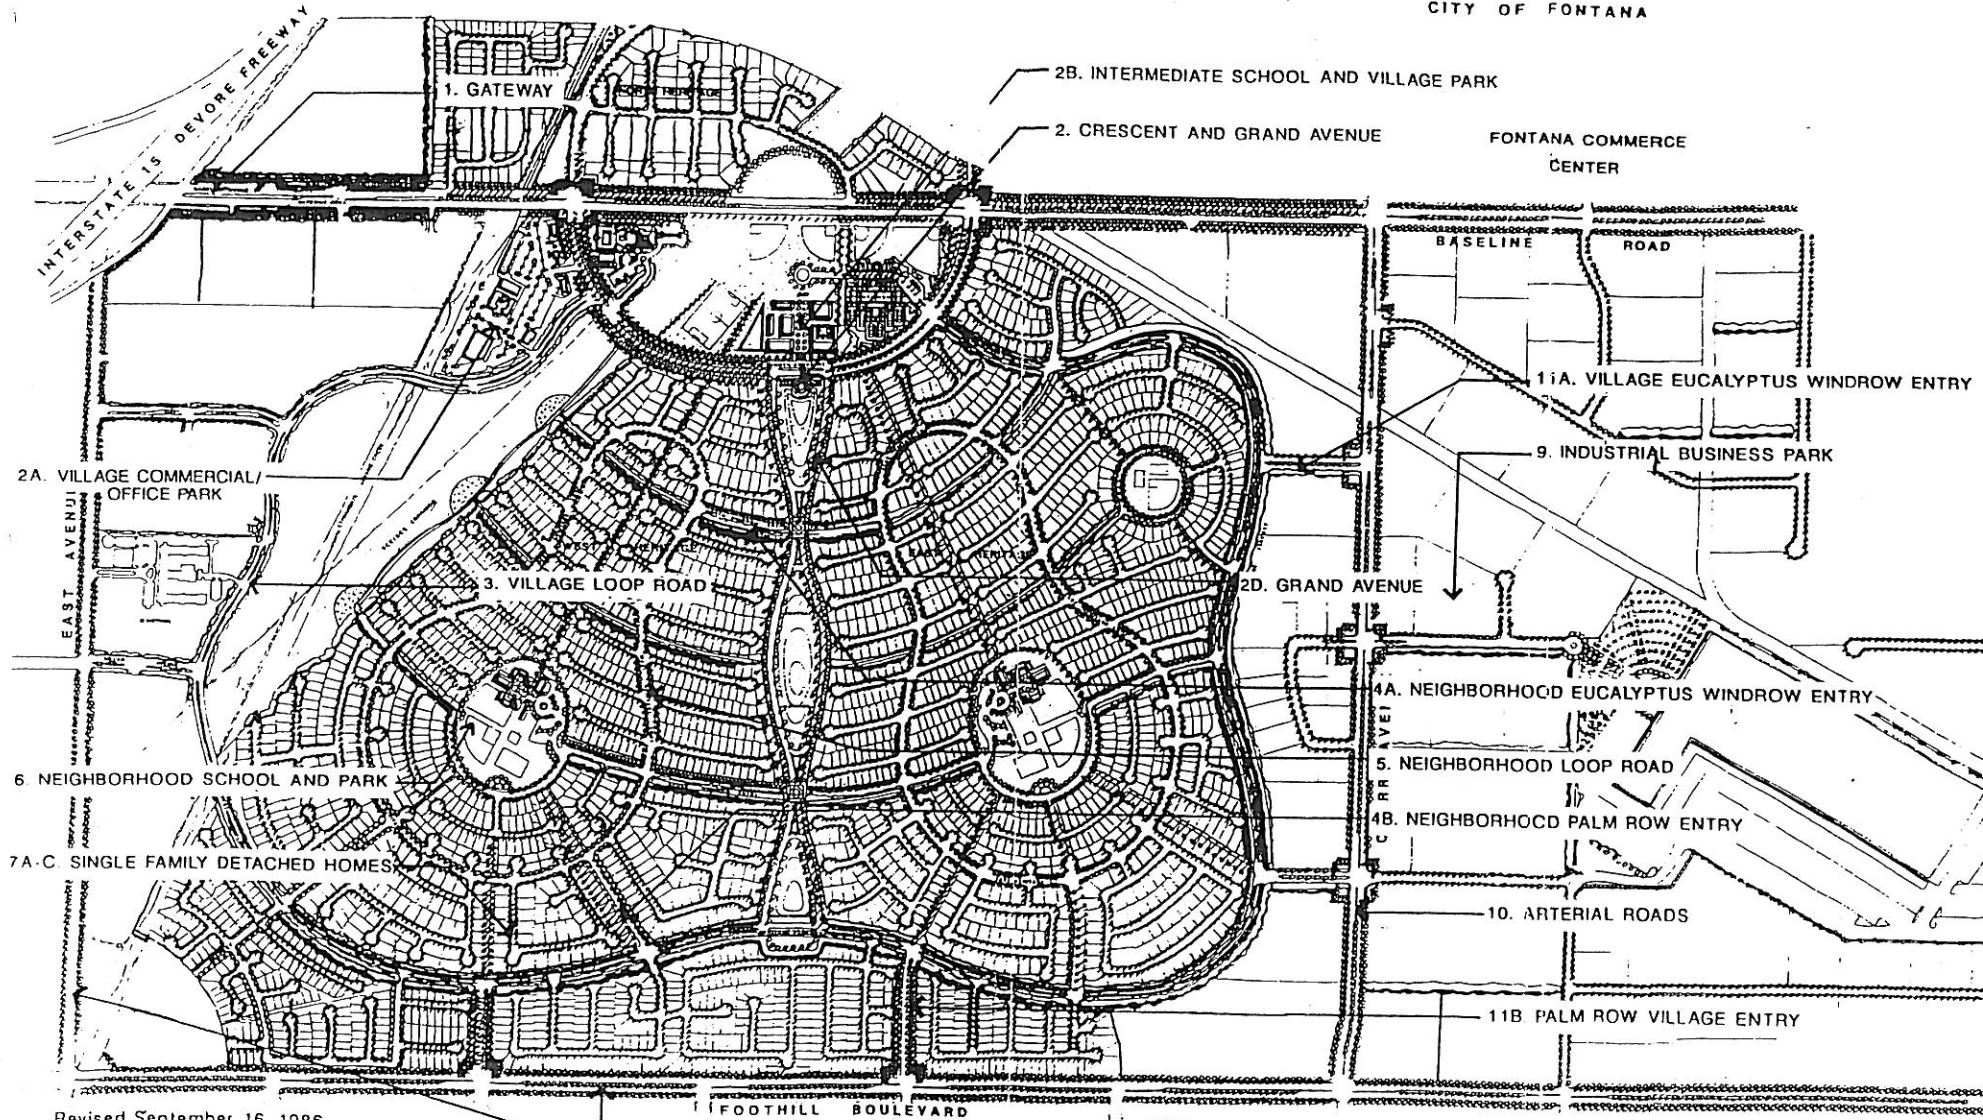 CITY OF FONTANA
INTERSTATE 15 DEVORE FREEWAY
1. GATEWAY
2B. INTERMEDIATE SCHOOL AND VILLAGE PARK
2. CRESCENT AND GRAND AVENUE
FONTANA COMMERCE
CENTER
BASELINE ROAD
11A. VILLAGE EUCALYPTUS WINDROW ENTRY
9. INDUSTRIAL BUSINESS PARK
2A. VILLAGE COMMERCIAL/
OFFICE PARK
EAST AVENUE
WEST HERITAGE
EAST HERITAGE
3. VILLAGE LOOP ROAD
2D. GRAND AVENUE
4A. NEIGHBORHOOD EUCALYPTUS WINDROW ENTRY
5. NEIGHBORHOOD LOOP ROAD
6. NEIGHBORHOOD SCHOOL AND PARK
4B. NEIGHBORHOOD PALM ROW ENTRY
7A-C. SINGLE FAMILY DETACHED HOMES
10. ARTERIAL ROADS
11B. PALM ROW VILLAGE ENTRY
FOOTHILL BOULEVARD
Revised September 16, 1986